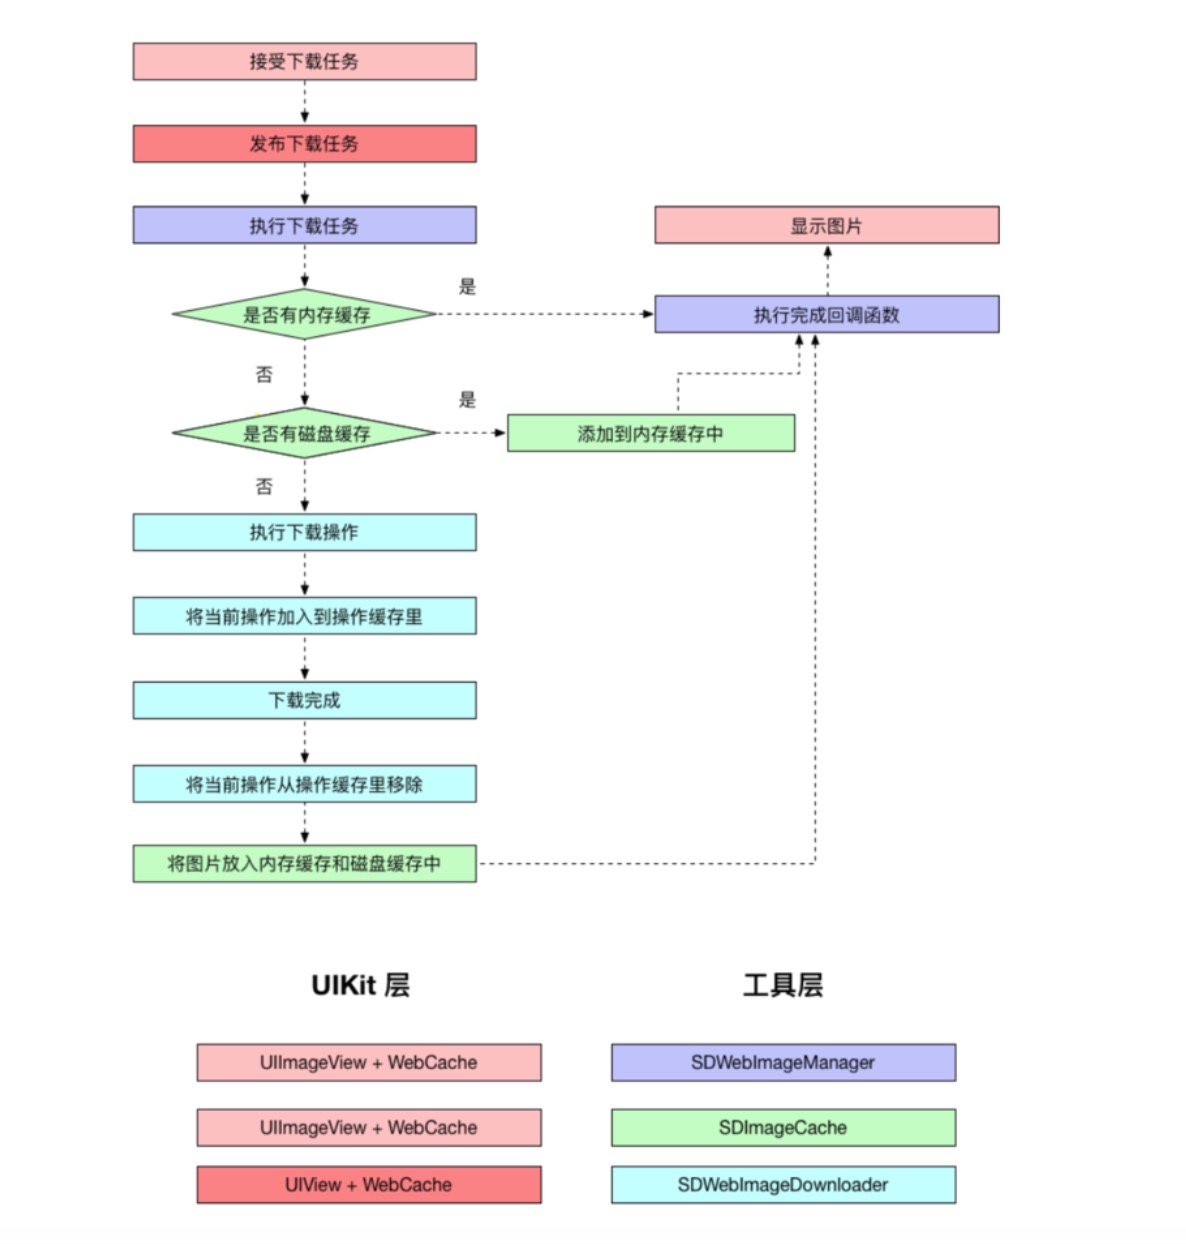 接受下载任务
发布下载任务
执行下载任务
显示图片
是
是否有内存缓存
执行完成回调函数
否
是
是否有磁盘缓存
添加到内存缓存中
否
执行下载操作
将当前操作加入到操作缓存里
下载完成
将当前操作从操作缓存里移除
将图片放入内存缓存和磁盘缓存中
UIKit 层
工具层
UIImageView + WebCache
SDWebImageManager
UIImageView + WebCache
SDImageCache
UIView + WebCache
SDWebImageDownloader